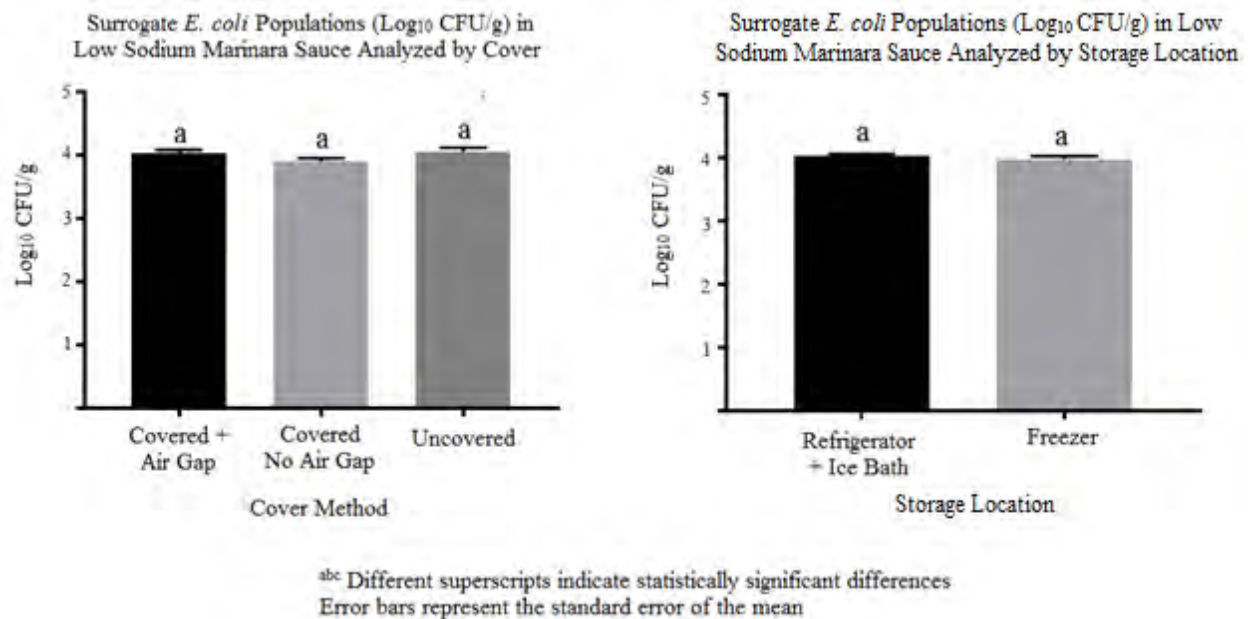 Surrogate E. coli Populations (Log10 CFU/g) in
Low Sodium Marinara Sauce Analyzed by Cover
5
4
3
2
1
Log10 CFU/g
a
a
a
Covered +
Air Gap
Covered
No Air Gap
Uncovered
Cover Method
Surrogate E. coli Populations (Log10 CFU/g) in Low
Sodium Marinara Sauce Analyzed by Storage Location
5
4
3
2
1
Log10 CFU/g
a
a
Refrigerator
+ Ice Bath
Freezer
Storage Location
abc Different superscripts indicate statistically significant differences
Error bars represent the standard error of the mean